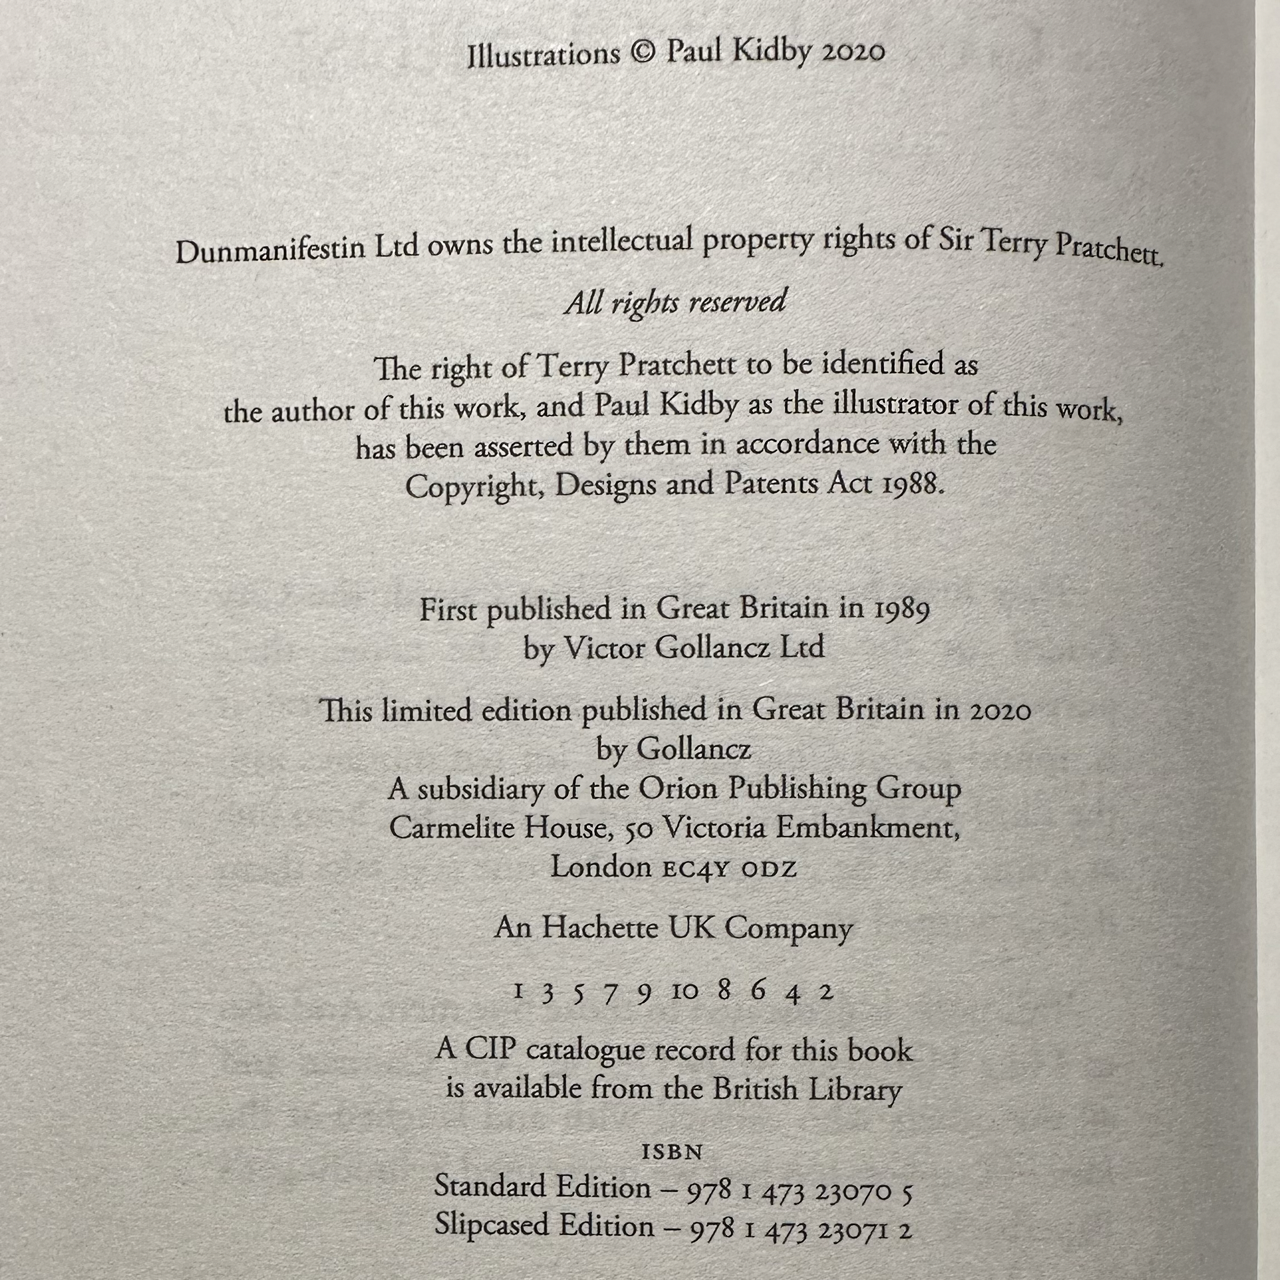 Illustrations © Paul Kidby 2020
Dunmanifestin Ltd owns the intellectual property rights of Sir Terry Pratchett.
All rights reserved
The right of Terry Pratchett to be identified as
the author of this work, and Paul Kidby as the illustrator of this work,
has been asserted by them in accordance with the
Copyright, Designs and Patents Act 1988.
First published in Great Britain in 1989
by Victor Gollancz Ltd
This limited edition published in Great Britain in 2020
by Gollancz
A subsidiary of the Orion Publishing Group
Carmelite House, 50 Victoria Embankment,
London EC4Y 0DZ
An Hachette UK Company
1 3 5 7 9 10 8 6 4 2
A CIP catalogue record for this book
is available from the British Library
ISBN
Standard Edition – 978 1 473 23070 5
Slipcased Edition – 978 1 473 23071 2